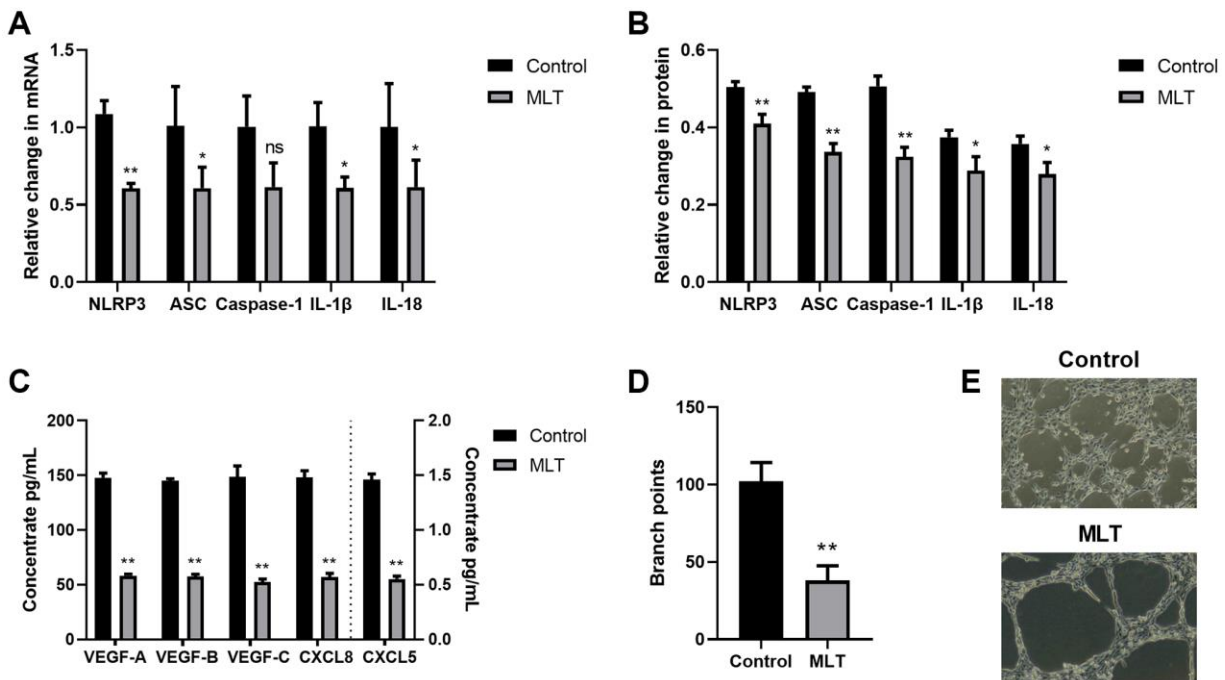 A
Relative change in mRNA
1.5
1.0
0.5
0.0
**
*
ns
*
*
NLRP3 ASC Caspase-1 IL-1β IL-18
Control
MLT
B
Relative change in protein
0.6
0.4
0.2
0.0
**
**
**
*
*
NLRP3 ASC Caspase-1 IL-1β IL-18
Control
MLT
C
Concentrate pg/mL
200
150
100
50
0
**
**
**
**
**
2.0
1.5
1.0
0.5
0.0
Concentrate pg/mL
VEGF-A VEGF-B VEGF-C CXCL8 CXCL5
Control
MLT
D
Branch points
150
100
50
0
**
Control MLT
E
Control
MLT